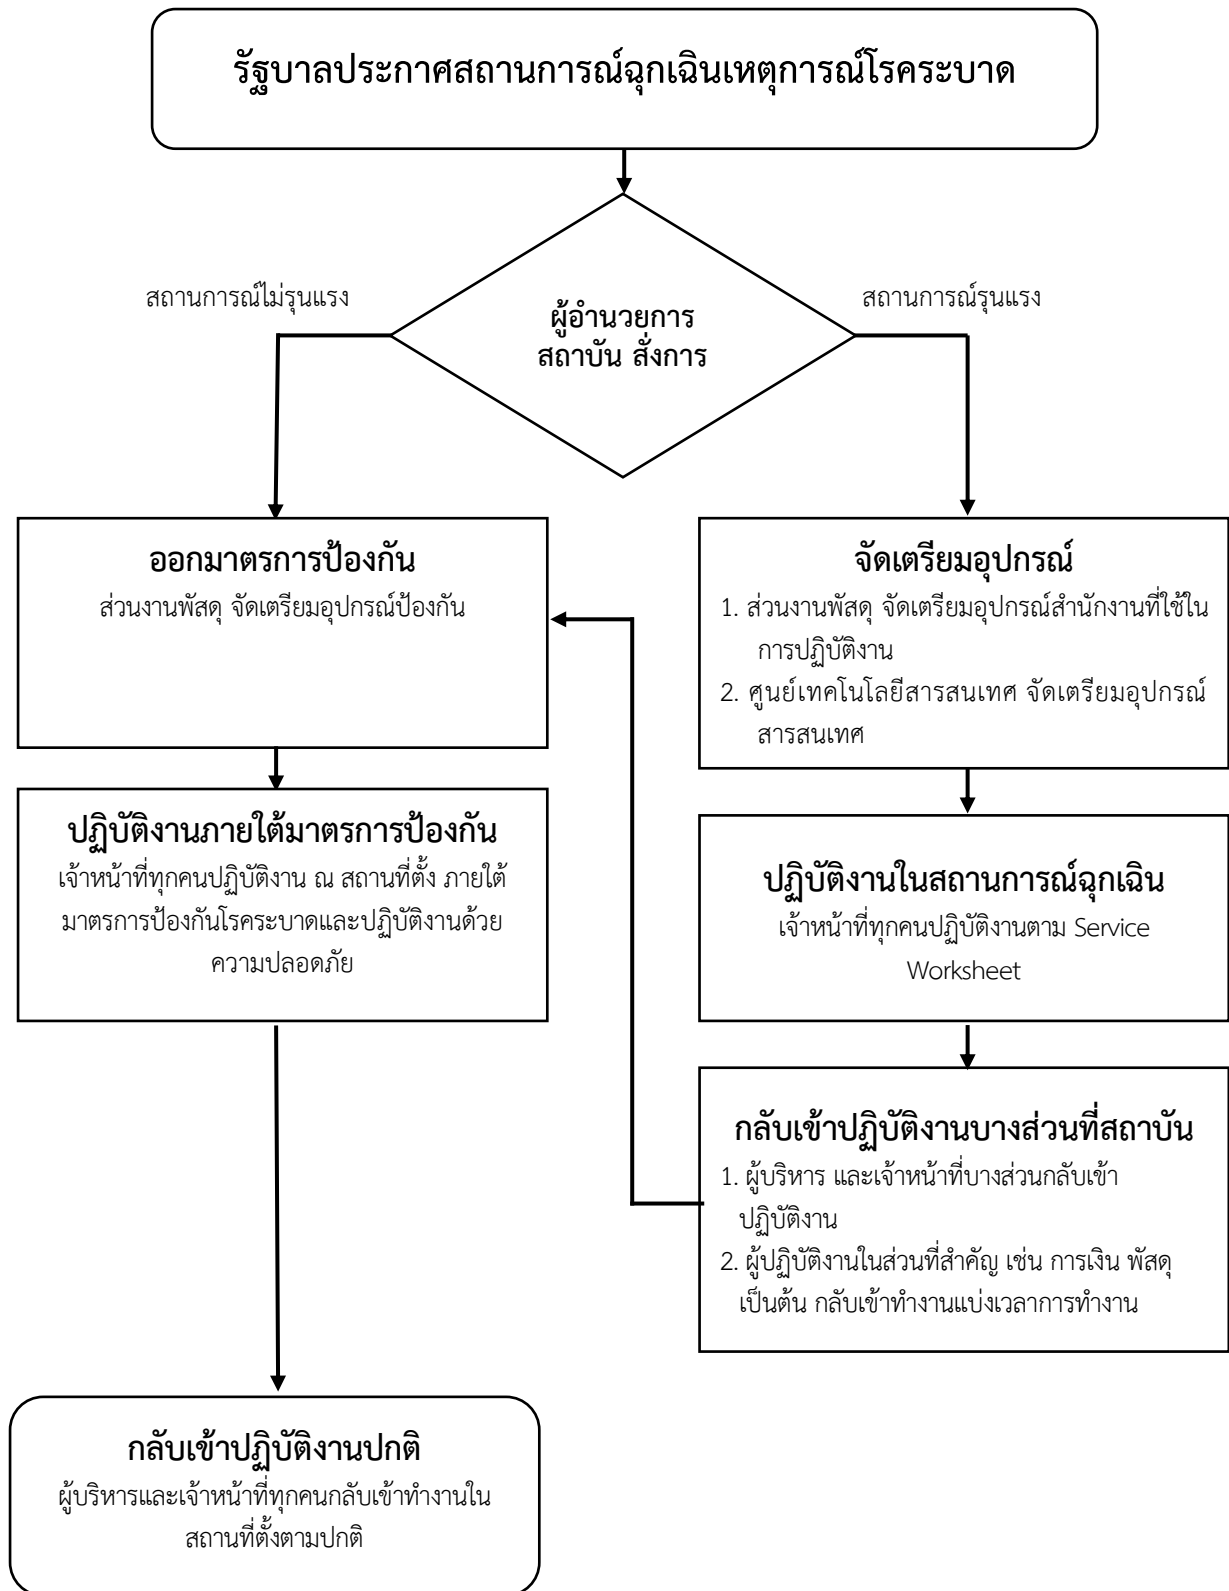 รัฐบาลประกาศสถานการณ์ฉุกเฉินเหตุการณ์โรคระบาด
สถานการณ์ไม่รุนแรง
สถานการณ์รุนแรง
ผู้อำนวยการ
สถาบัน สั่งการ
ออกมาตรการป้องกัน
ส่วนงานพัสดุ จัดเตรียมอุปกรณ์ป้องกัน
จัดเตรียมอุปกรณ์
1. ส่วนงานพัสดุ จัดเตรียมอุปกรณ์สำนักงานที่ใช้ใน
การปฏิบัติงาน
2. ศูนย์เทคโนโลยีสารสนเทศ จัดเตรียมอุปกรณ์
สารสนเทศ
ปฏิบัติงานภายใต้มาตรการป้องกัน
เจ้าหน้าที่ทุกคนปฏิบัติงาน ณ สถานที่ตั้ง ภายใต้
มาตรการป้องกันโรคระบาดและปฏิบัติงานด้วย
ความปลอดภัย
ปฏิบัติงานในสถานการณ์ฉุกเฉิน
เจ้าหน้าที่ทุกคนปฏิบัติงานตาม Service
Worksheet
กลับเข้าปฏิบัติงานบางส่วนที่สถาบัน
1. ผู้บริหาร และเจ้าหน้าที่บางส่วนกลับเข้า
ปฏิบัติงาน
2. ผู้ปฏิบัติงานในส่วนที่สำคัญ เช่น การเงิน พัสดุ
เป็นต้น กลับเข้าทำงานแบ่งเวลาการทำงาน
กลับเข้าปฏิบัติงานปกติ
ผู้บริหารและเจ้าหน้าที่ทุกคนกลับเข้าทำงานใน
สถานที่ตั้งตามปกติ